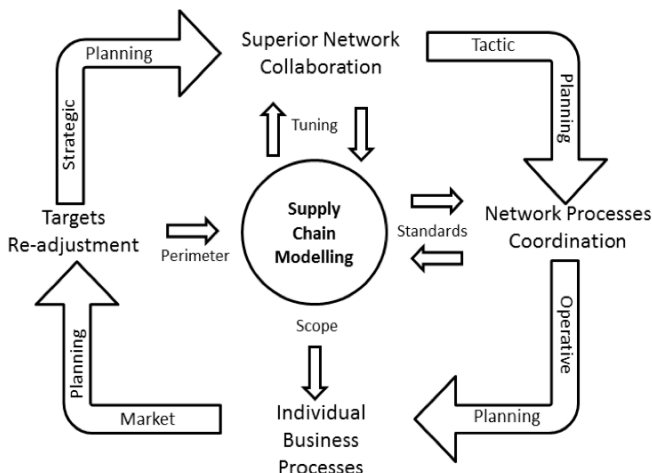 Superior Network
Collaboration
Planning
Strategic
Tactic
Planning
Tuning
Targets
Re-adjustment
Perimeter
Supply
Chain
Modelling
Standards
Network Processes
Coordination
Operative
Planning
Scope
Individual
Business
Processes
Market
Planning